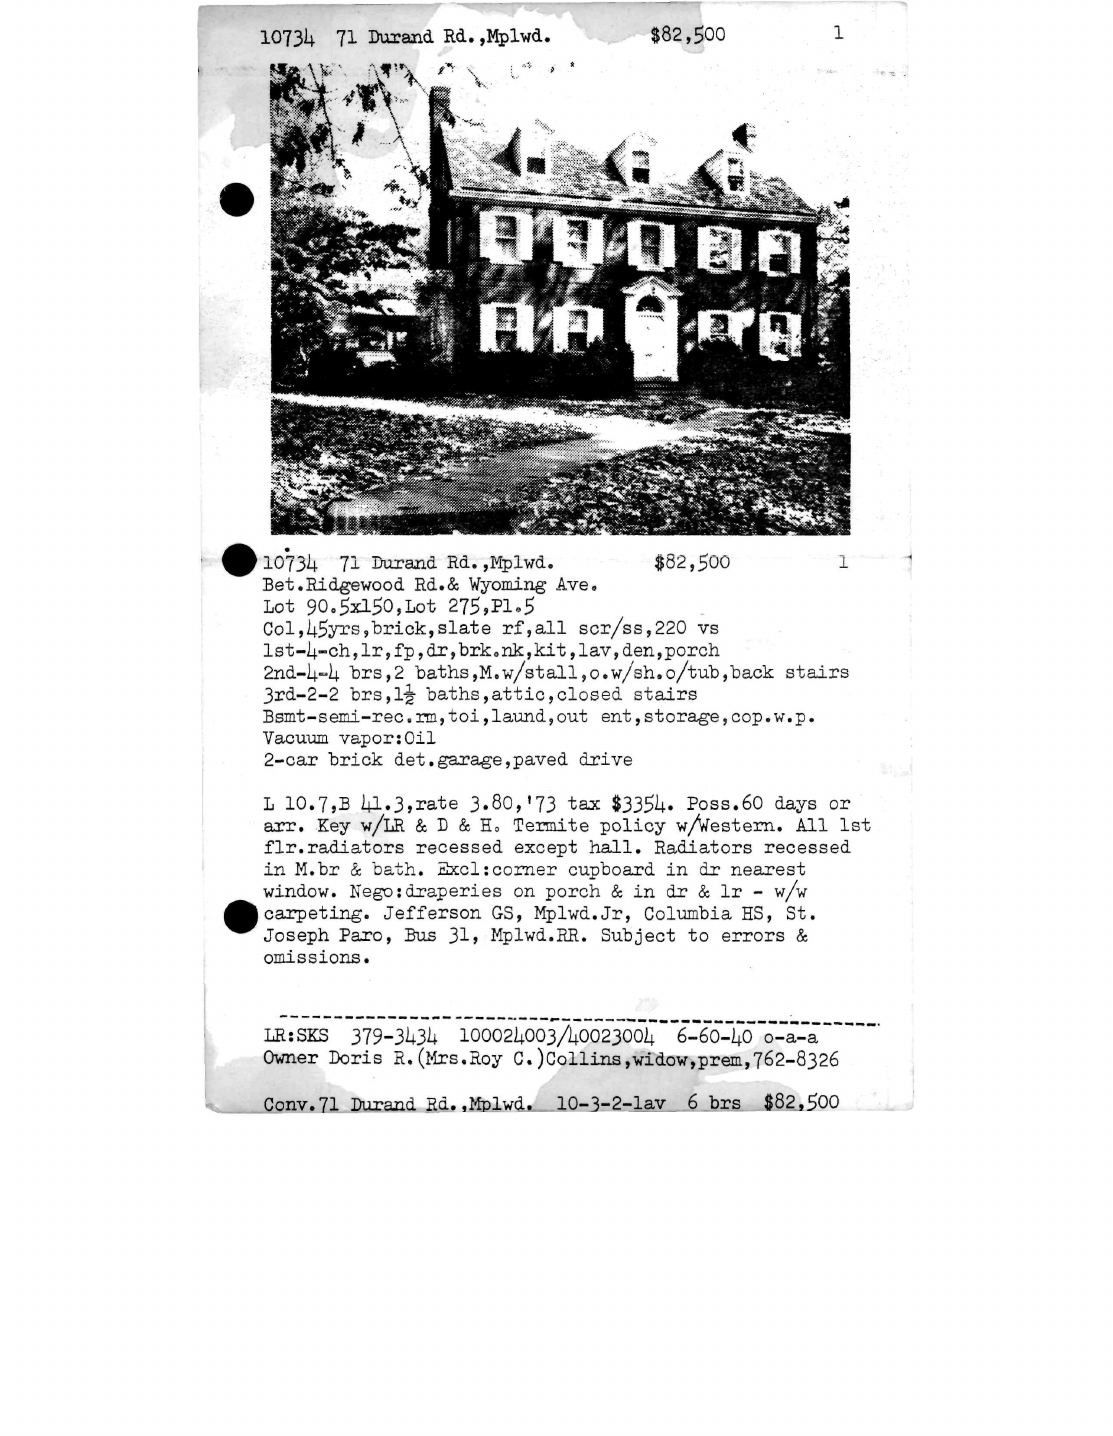 10734 71 Durand Rd.,Mplwd. $82,500 1
10734 71 Durand Rd.,Mplwd. $82,500 1
Bet.Ridgewood Rd.& Wyoming Ave.
Lot 90.5x150,Lot 275,Pl.5
Col,45yrs,brick,slate rf,all scr/ss,220 vs
1st-4-ch,lr,fp,dr,brk.nk,kit,lav,den,porch
2nd-4-4 brs,2 baths,M.w/stall,o.w/sh.o/tub,back stairs
3rd-2-2 brs,1½ baths,attic,closed stairs
Bsmt-semi-rec.rm,toi,laund,out ent,storage,cop.w.p.
Vacuum vapor:Oil
2-car brick det.garage,paved drive
L 10.7,B 41.3,rate 3.80,'73 tax $3354. Poss.60 days or
arr. Key w/LR & D & H. Termite policy w/Western. All 1st
flr.radiators recessed except hall. Radiators recessed
in M.br & bath. Excl:corner cupboard in dr nearest
window. Nego:draperies on porch & in dr & lr - w/w
carpeting. Jefferson GS, Mplwd.Jr, Columbia HS, St.
Joseph Paro, Bus 31, Mplwd.RR. Subject to errors &
omissions.
LR:SKS 379-3434 100024003/40023004 6-60-40 o-a-a
Owner Doris R.(Mrs.Roy C.)Collins,widow,prem,762-8326
Conv.71 Durand Rd.,Mplwd. 10-3-2-lav 6 brs $82,500